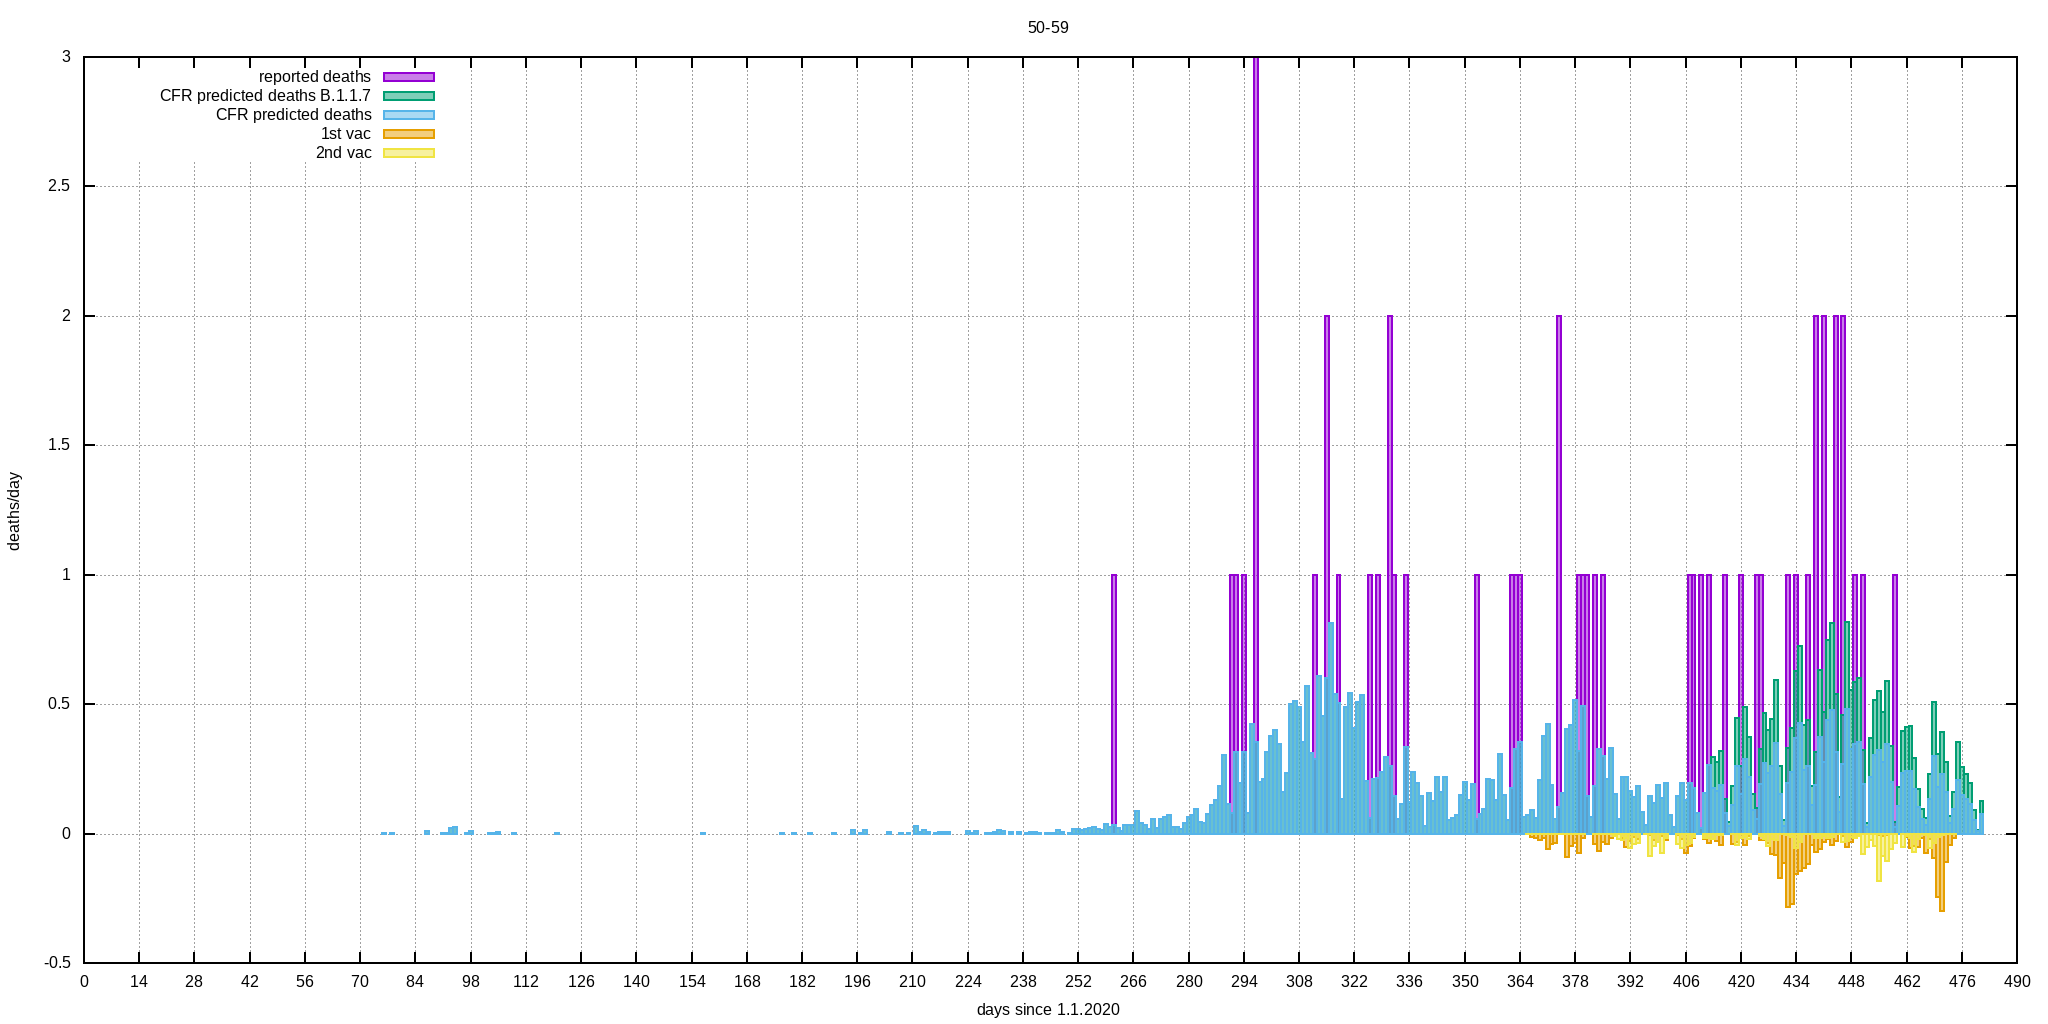 50-59
reported deaths
CFR predicted deaths B.1.1.7
CFR predicted deaths
1st vac
2nd vac
3
2.5
2
1.5
1
0.5
0
-0.5
deaths/day
0 14 28 42 56 70 84 98 112 126 140 154 168 182 196 210 224 238 252 266 280 294 308 322 336 350 364 378 392 406 420 434 448 462 476 490
days since 1.1.2020